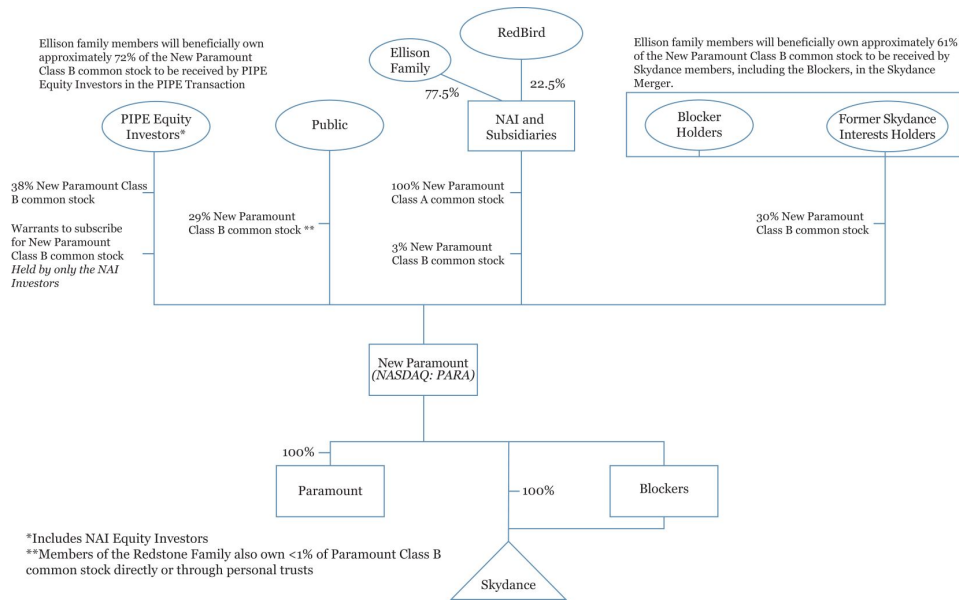 Ellison family members will beneficially own
approximately 72% of the New Paramount
Class B common stock to be received by PIPE
Equity Investors in the PIPE Transaction
Ellison
Family
RedBird
Ellison family members will beneficially own approximately 61%
of the New Paramount Class B common stock to be received by
Skydance members, including the Blockers, in the Skydance
Merger.
77.5%
22.5%
PIPE Equity
Investors*
Public
NAI and
Subsidiaries
Blocker
Holders
Former Skydance
Interests Holders
38% New Paramount Class
B common stock
Warrants to subscribe
for New Paramount
Class B common stock
Held by only the NAI
Investors
29% New Paramount
Class B common stock **
100% New Paramount
Class A common stock
3% New Paramount
Class B common stock
30% New Paramount
Class B common stock
New Paramount
(NASDAQ: PARA)
100%
Paramount
100%
Blockers
Skydance
*Includes NAI Equity Investors
**Members of the Redstone Family also own <1% of Paramount Class B
common stock directly or through personal trusts